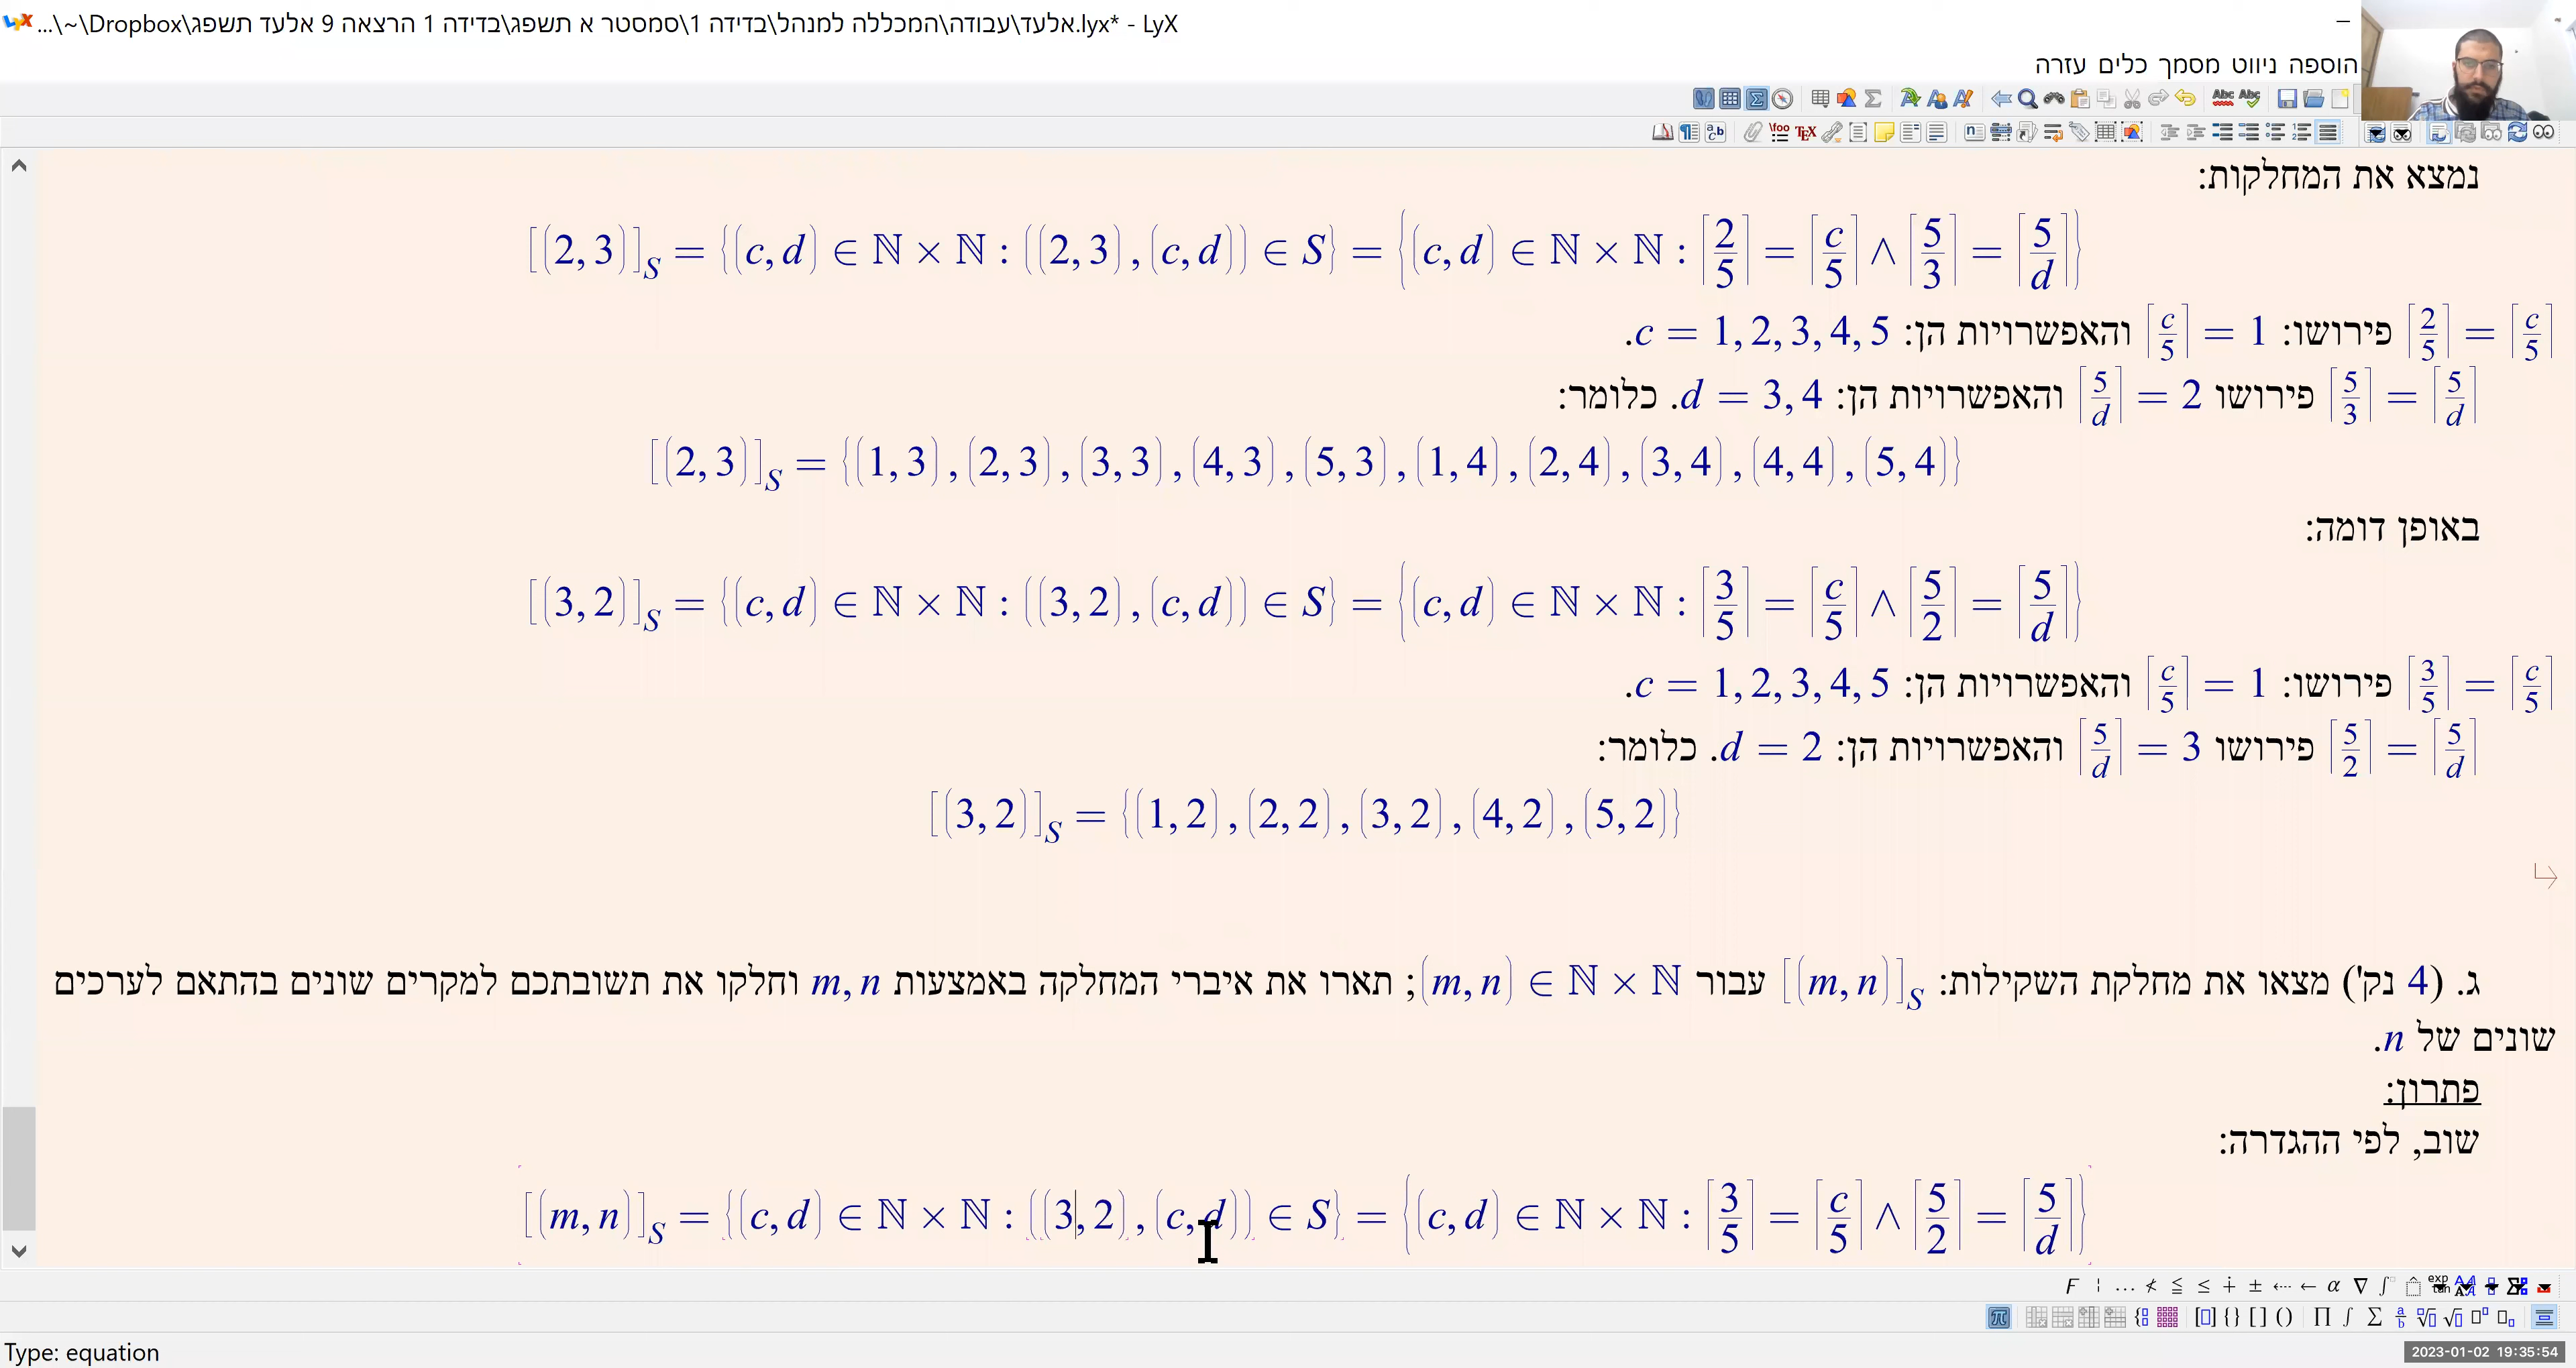 ...\~\Dropbox\אלעד\עבודה\המכללה למנהל\בדידה 1\סמסטר א תשפג\בדידה 1 הרצאה 9 אלעד תשפג.lyx* - LyX
הוספה ניווט מסמך כלים עזרה
נמצא את המחלקות:
[(2, 3)]_S = {(c, d) ∈ ℕ × ℕ : ((2, 3), (c, d)) ∈ S} = {(c, d) ∈ ℕ × ℕ : ⌈2/5⌉ = ⌈c/5⌉ ∧ ⌈5/3⌉ = ⌈5/d⌉}
⌈2/5⌉ = ⌈c/5⌉ פירושו: ⌈c/5⌉ = 1 והאפשרויות הן: c = 1, 2, 3, 4, 5.
⌈5/3⌉ = ⌈5/d⌉ פירושו ⌈5/d⌉ = 2 והאפשרויות הן: d = 3, 4. כלומר:
[(2, 3)]_S = {(1, 3), (2, 3), (3, 3), (4, 3), (5, 3), (1, 4), (2, 4), (3, 4), (4, 4), (5, 4)}
באופן דומה:
[(3, 2)]_S = {(c, d) ∈ ℕ × ℕ : ((3, 2), (c, d)) ∈ S} = {(c, d) ∈ ℕ × ℕ : ⌈3/5⌉ = ⌈c/5⌉ ∧ ⌈5/2⌉ = ⌈5/d⌉}
⌈3/5⌉ = ⌈c/5⌉ פירושו: ⌈c/5⌉ = 1 והאפשרויות הן: c = 1, 2, 3, 4, 5.
⌈5/2⌉ = ⌈5/d⌉ פירושו ⌈5/d⌉ = 3 והאפשרויות הן: d = 2. כלומר:
[(3, 2)]_S = {(1, 2), (2, 2), (3, 2), (4, 2), (5, 2)}
ג. (4 נק') מצאו את מחלקת השקילות: [(m, n)]_S עבור (m, n) ∈ ℕ × ℕ; תארו את איברי המחלקה באמצעות m, n וחלקו את תשובתכם למקרים שונים בהתאם לערכים
שונים של n.
פתרון:
שוב, לפי ההגדרה:
[(m, n)]_S = {(c, d) ∈ ℕ × ℕ : ((3, 2), (c, d)) ∈ S} = {(c, d) ∈ ℕ × ℕ : ⌈3/5⌉ = ⌈c/5⌉ ∧ ⌈5/2⌉ = ⌈5/d⌉}
Type: equation
2023-01-02 19:35:54